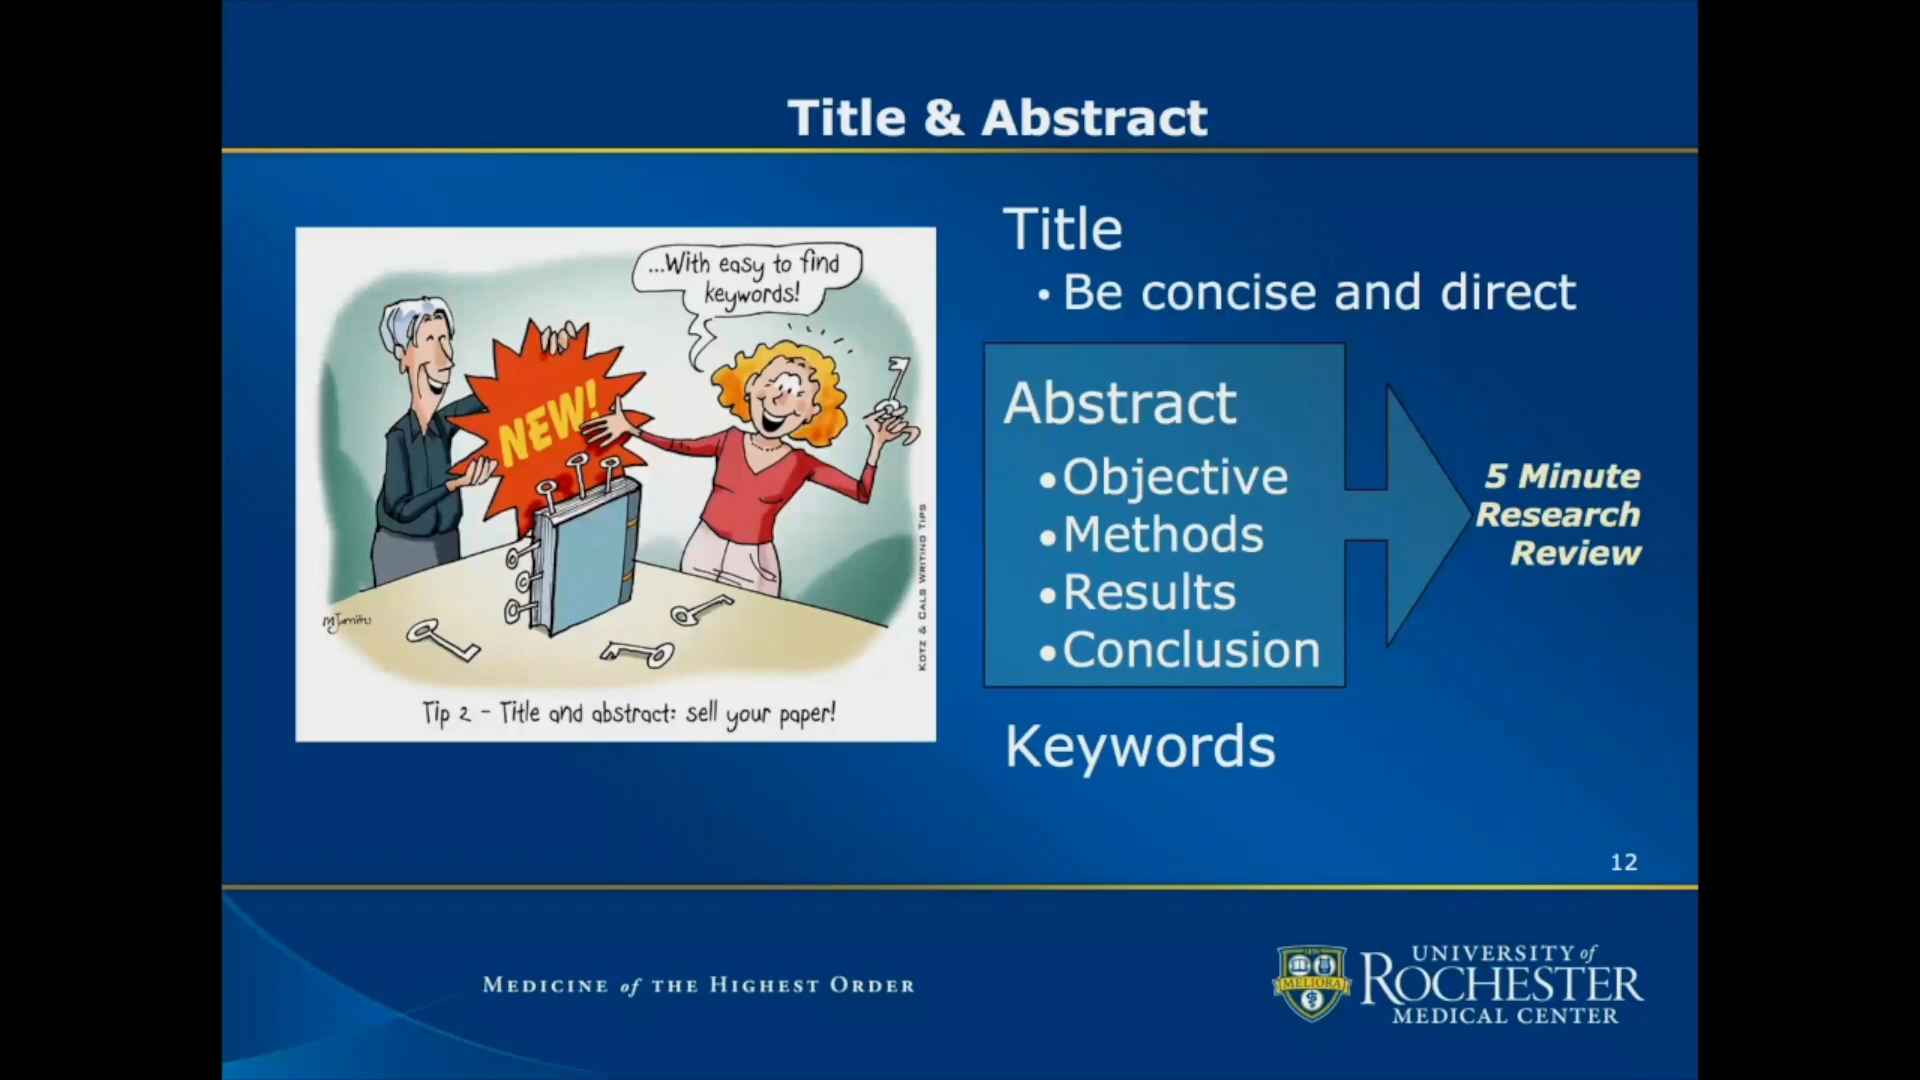 Title & Abstract
...With easy to find
keywords!
NEW!
KOTZ & CALS WRITING TIPS
Tip 2 - Title and abstract: sell your paper!
Title
• Be concise and direct
Abstract
•Objective
•Methods
•Results
•Conclusion
5 Minute
Research
Review
Keywords
12
MEDICINE of THE HIGHEST ORDER
MELIORA
UNIVERSITY of
ROCHESTER
MEDICAL CENTER